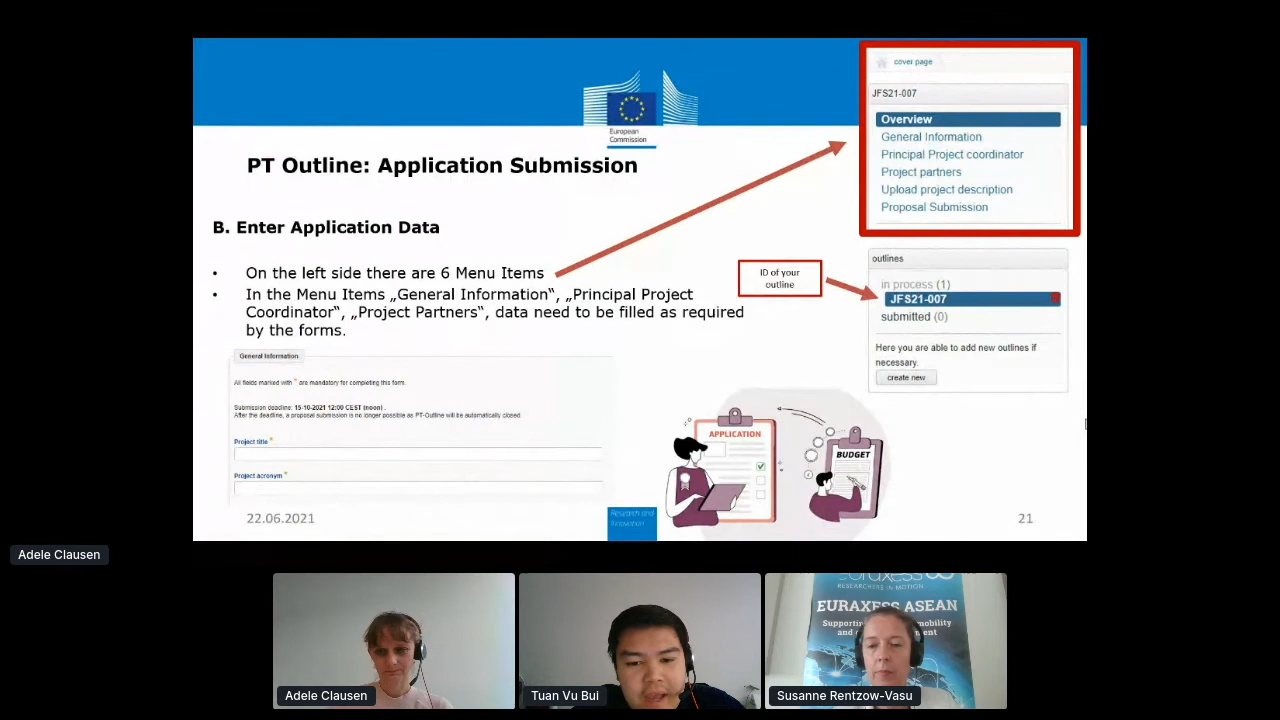 cover page
JFS21-007
Overview
General Information
Principal Project coordinator
Project partners
Upload project description
Proposal Submission
European
Commission
PT Outline: Application Submission
B. Enter Application Data
• On the left side there are 6 Menu Items
• In the Menu Items „General Information“, „Principal Project
Coordinator“, „Project Partners“, data need to be filled as required
by the forms.
ID of your
outline
outlines
in process (1)
JFS21-007
submitted (0)
Here you are able to add new outlines if
necessary.
create new
General Information
All fields marked with * are mandatory for completing this form.
Submission deadline: 15-10-2021 12:00 CEST (noon) .
After the deadline, a proposal submission is no longer possible as PT-Outline will be automatically closed.
Project title *
Project acronym *
APPLICATION
BUDGET
22.06.2021
Research and
Innovation
21
Adele Clausen
euraxess
RESEARCHERS IN MOTION
EURAXESS ASEAN
Adele Clausen
Tuan Vu Bui
Susanne Rentzow-Vasu